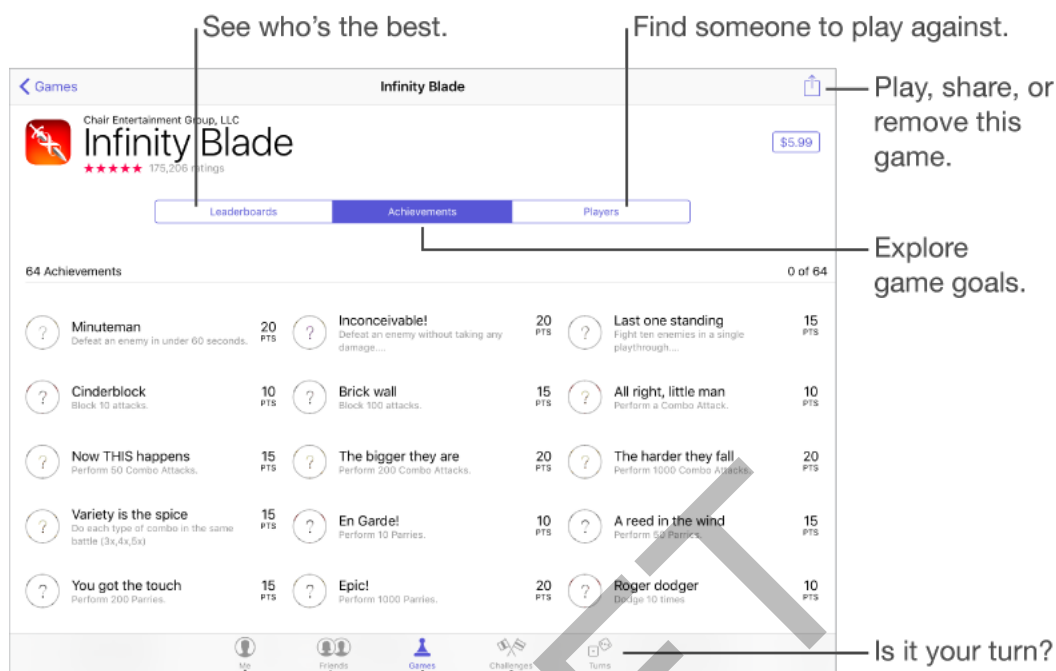 See who's the best.
Find someone to play against.
Games
Infinity Blade
Play, share, or
remove this
game.
Chair Entertainment Group, LLC
Infinity Blade
$5.99
★★★★★ 175,206 ratings
Leaderboards
Achievements
Players
Explore
game goals.
64 Achievements
0 of 64
? Minuteman
Defeat an enemy in under 60 seconds.
20
PTS
? Inconceivable!
Defeat an enemy without taking any
damage....
20
PTS
? Last one standing
Fight ten enemies in a single
playthrough....
15
PTS
? Cinderblock
Block 10 attacks.
10
PTS
? Brick wall
Block 100 attacks.
15
PTS
? All right, little man
Perform a Combo Attack.
10
PTS
? Now THIS happens
Perform 50 Combo Attacks.
15
PTS
? The bigger they are
Perform 200 Combo Attacks.
20
PTS
? The harder they fall
Perform 1000 Combo Attacks.
20
PTS
? Variety is the spice
Do each type of combo in the same
battle (3x,4x,5x)
15
PTS
? En Garde!
Perform 10 Parries.
10
PTS
? A reed in the wind
Perform 50 Parries.
15
PTS
? You got the touch
Perform 200 Parries.
15
PTS
? Epic!
Perform 1000 Parries.
20
PTS
? Roger dodger
Dodge 10 times
10
PTS
Me
Friends
Games
Challenges
Turns
Is it your turn?